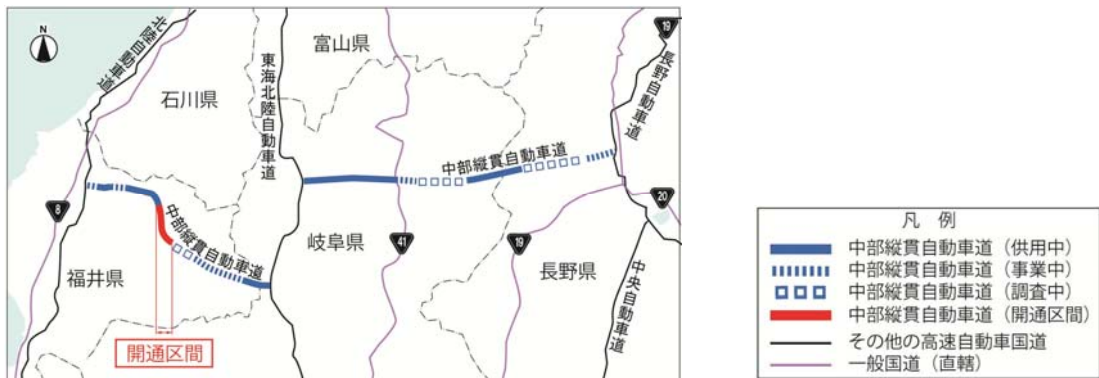 北陸自動車道
石川県
東海北陸自動車道
富山県
19
長野自動車道
中部縦貫自動車道
8
中部縦貫自動車道
福井県
岐阜県
41
19
長野県
20
中央自動車道
開通区間
凡 例
中部縦貫自動車道（供用中）
中部縦貫自動車道（事業中）
中部縦貫自動車道（調査中）
中部縦貫自動車道（開通区間）
その他の高速自動車国道
一般国道（直轄）